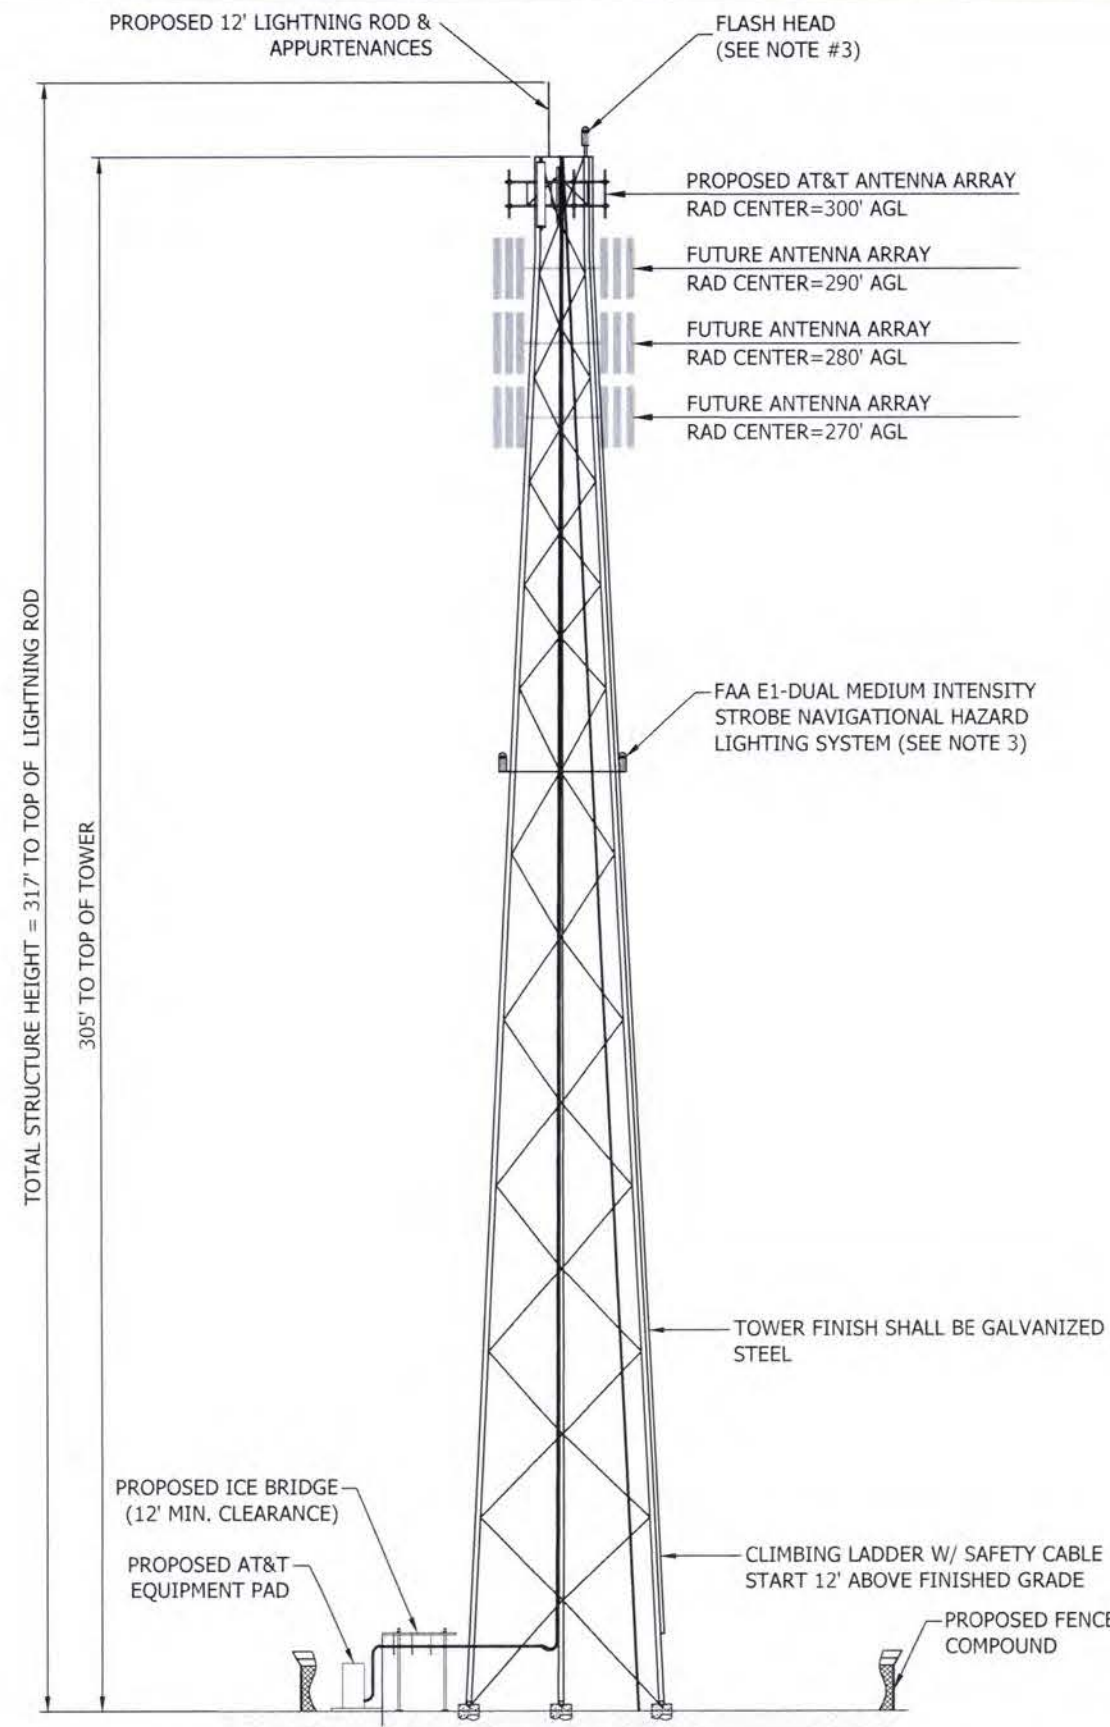 PROPOSED 12' LIGHTNING ROD &
APPURTENANCES
FLASH HEAD
(SEE NOTE #3)
PROPOSED AT&T ANTENNA ARRAY
RAD CENTER=300' AGL
FUTURE ANTENNA ARRAY
RAD CENTER=290' AGL
FUTURE ANTENNA ARRAY
RAD CENTER=280' AGL
FUTURE ANTENNA ARRAY
RAD CENTER=270' AGL
TOTAL STRUCTURE HEIGHT = 317' TO TOP OF LIGHTNING ROD
305' TO TOP OF TOWER
FAA E1-DUAL MEDIUM INTENSITY
STROBE NAVIGATIONAL HAZARD
LIGHTING SYSTEM (SEE NOTE 3)
TOWER FINISH SHALL BE GALVANIZED
STEEL
PROPOSED ICE BRIDGE
(12' MIN. CLEARANCE)
PROPOSED AT&T
EQUIPMENT PAD
CLIMBING LADDER W/ SAFETY CABLE
START 12' ABOVE FINISHED GRADE
PROPOSED FENCE
COMPOUND